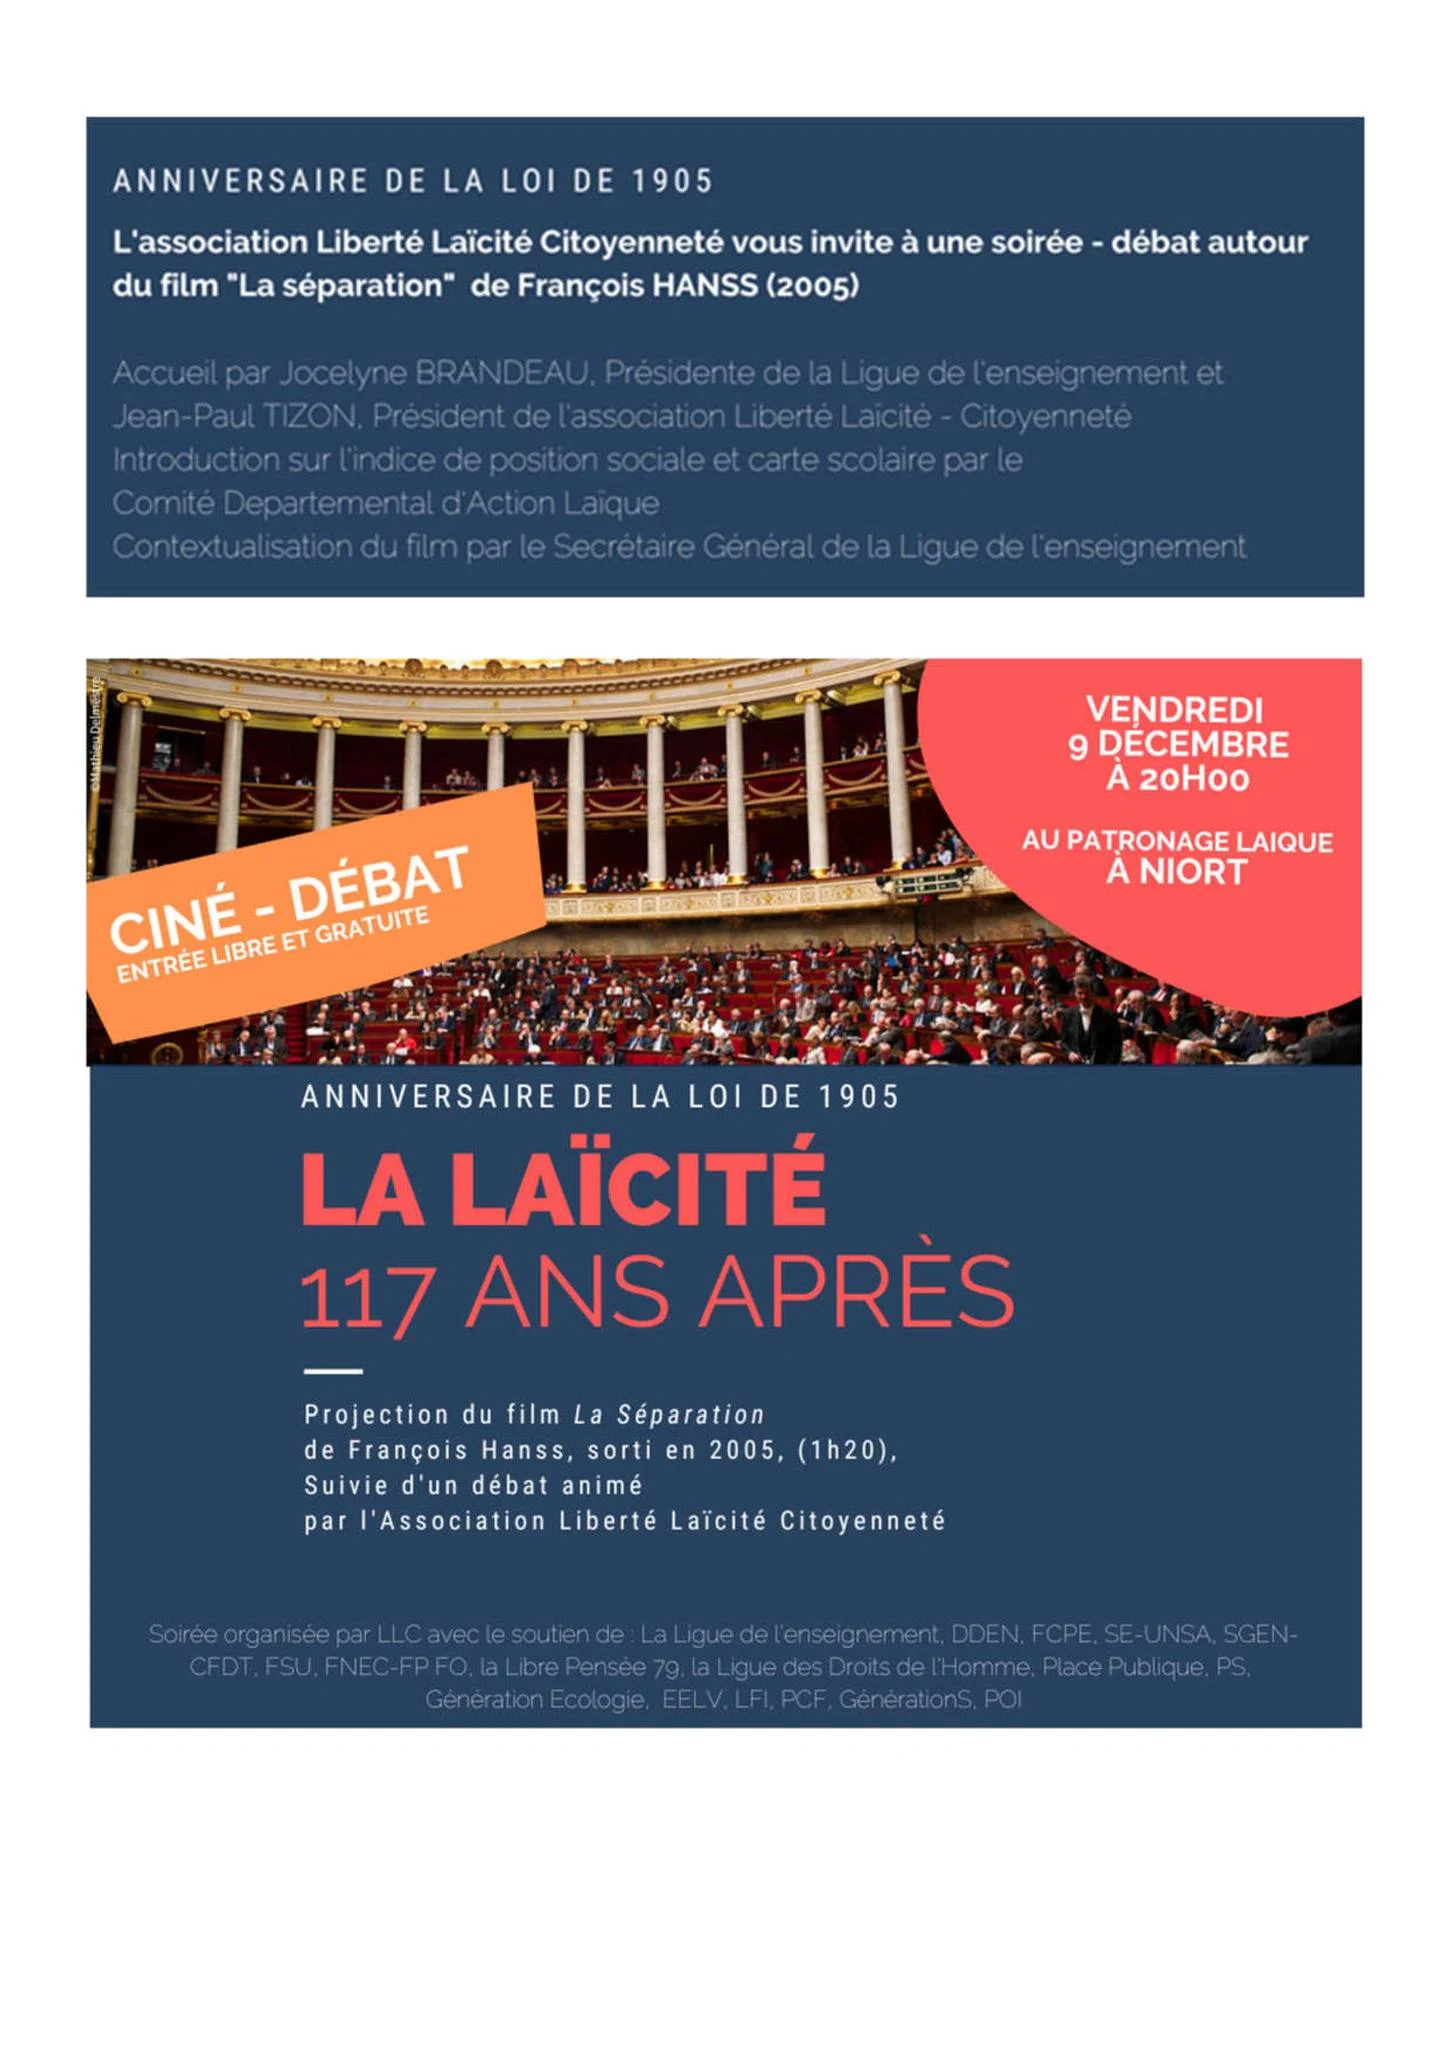 ANNIVERSAIRE DE LA LOI DE 1905
L'association Liberté Laïcité Citoyenneté vous invite à une soirée - débat autour
du film "La séparation" de François HANSS (2005)
Accueil par Jocelyne BRANDEAU, Présidente de la Ligue de l'enseignement et
Jean-Paul TIZON, Président de l'association Liberté Laïcité - Citoyenneté
Introduction sur l'indice de position sociale et carte scolaire par le
Comité Departemental d'Action Laïque
Contextualisation du film par le Secrétaire Général de la Ligue de l'enseignement
©Mathieu Delmestre
VENDREDI
9 DÉCEMBRE
À 20H00
AU PATRONAGE LAIQUE
À NIORT
CINÉ - DÉBAT
ENTRÉE LIBRE ET GRATUITE
ANNIVERSAIRE DE LA LOI DE 1905
LA LAÏCITÉ
117 ANS APRÈS
Projection du film La Séparation
de François Hanss, sorti en 2005, (1h20),
Suivie d'un débat animé
par l'Association Liberté Laïcité Citoyenneté
Soirée organisée par LLC avec le soutien de : La Ligue de l'enseignement, DDEN, FCPE, SE-UNSA, SGEN-
CFDT, FSU, FNEC-FP FO, la Libre Pensée 79, la Ligue des Droits de l'Homme, Place Publique, PS,
Génération Ecologie, EELV, LFI, PCF, GénérationS, POI